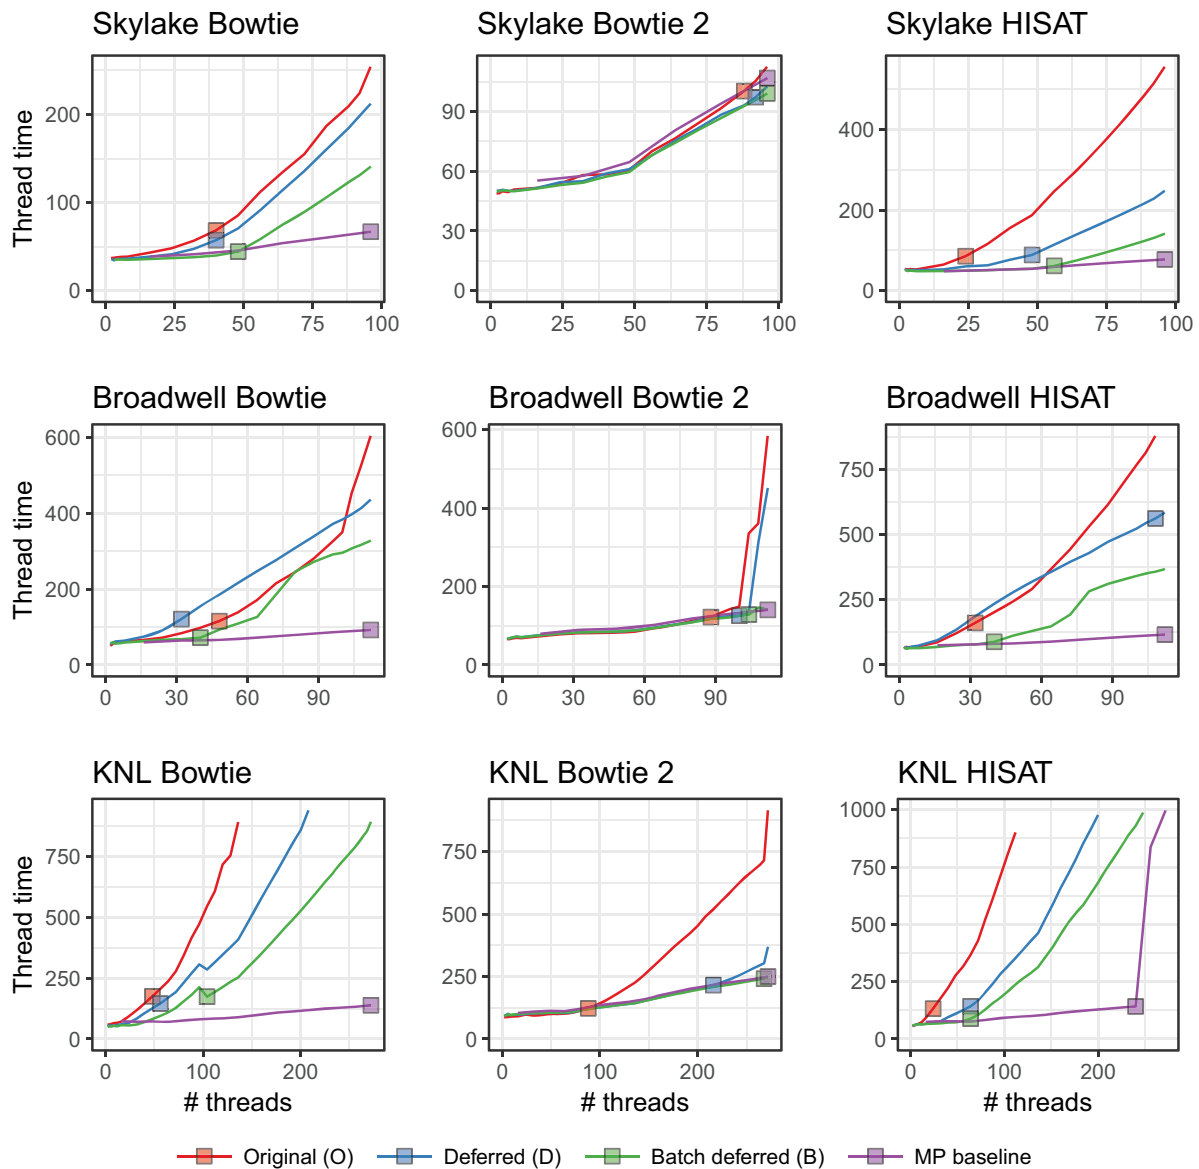 Skylake Bowtie
Skylake Bowtie 2
Skylake HISAT
Thread time
200
100
0
0 25 50 75 100
90
60
30
0
0 25 50 75 100
400
200
0
0 25 50 75 100
Broadwell Bowtie
Broadwell Bowtie 2
Broadwell HISAT
Thread time
600
400
200
0
0 30 60 90
600
400
200
0
0 30 60 90
750
500
250
0
0 30 60 90
KNL Bowtie
KNL Bowtie 2
KNL HISAT
Thread time
750
500
250
0
0 100 200
# threads
750
500
250
0
0 100 200
# threads
1000
750
500
250
0
0 100 200
# threads
Original (O) Deferred (D) Batch deferred (B) MP baseline